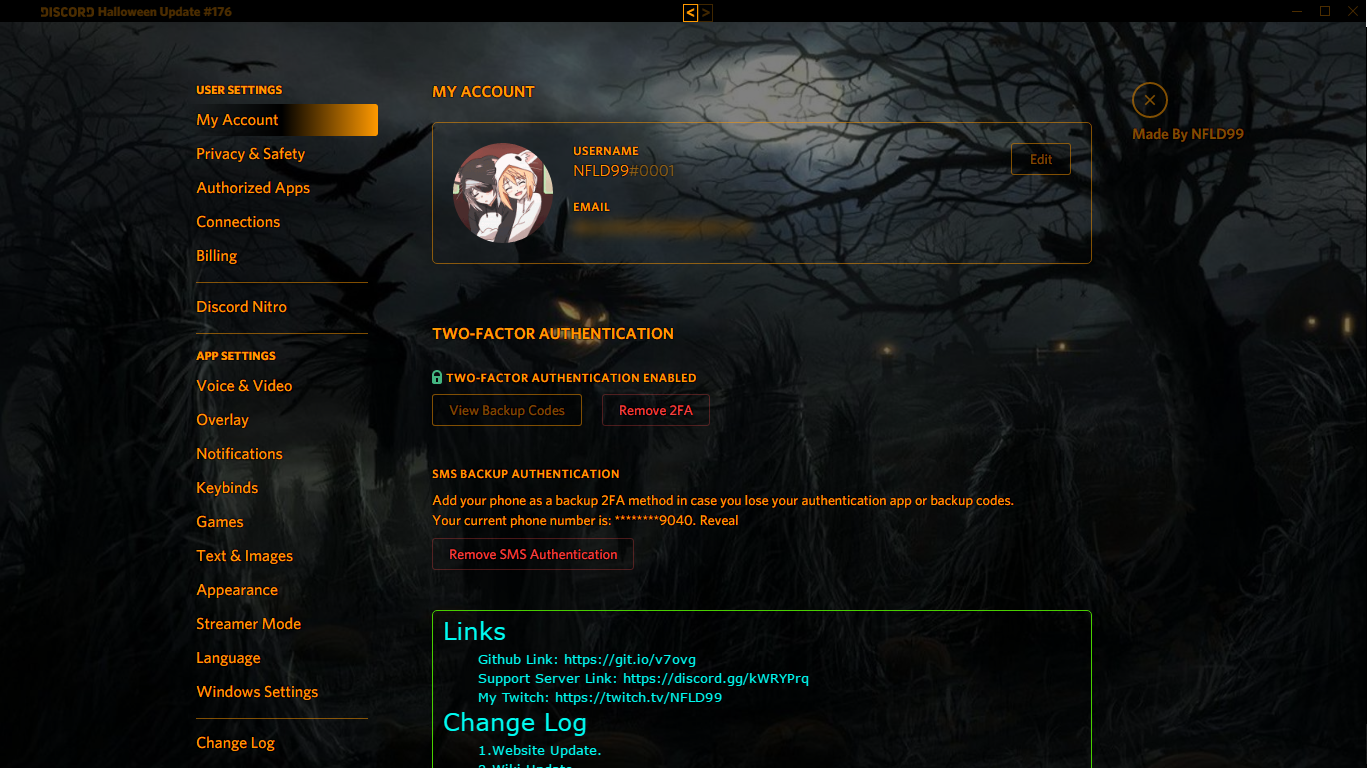 DISCORD Halloween Update #176
< >
USER SETTINGS
My Account
Privacy & Safety
Authorized Apps
Connections
Billing
Discord Nitro
APP SETTINGS
Voice & Video
Overlay
Notifications
Keybinds
Games
Text & Images
Appearance
Streamer Mode
Language
Windows Settings
Change Log
MY ACCOUNT
USERNAME
NFLD99#0001
Edit
EMAIL
TWO-FACTOR AUTHENTICATION
TWO-FACTOR AUTHENTICATION ENABLED
View Backup Codes
Remove 2FA
SMS BACKUP AUTHENTICATION
Add your phone as a backup 2FA method in case you lose your authentication app or backup codes.
Your current phone number is: ********9040. Reveal
Remove SMS Authentication
Links
Github Link: https://git.io/v7ovg
Support Server Link: https://discord.gg/kWRYPrq
My Twitch: https://twitch.tv/NFLD99
Change Log
1.Website Update.
2.Wiki Update
Made By NFLD99